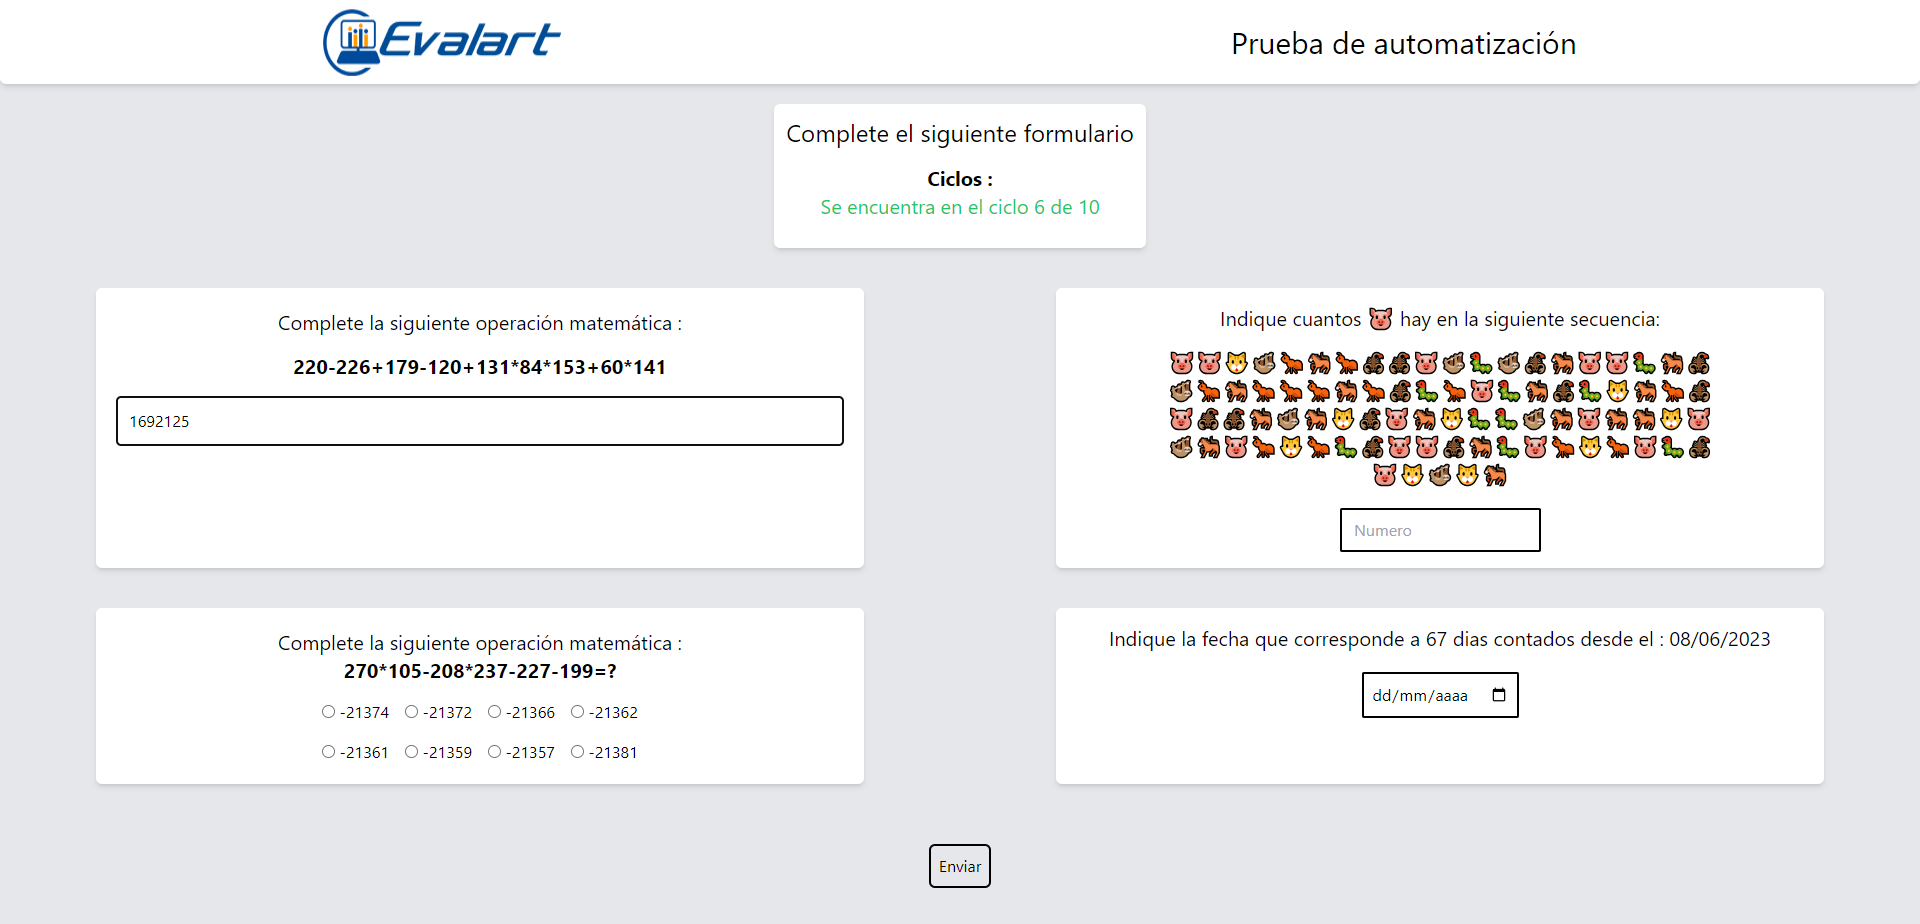 Evalart
Prueba de automatización
Complete el siguiente formulario
Ciclos :
Se encuentra en el ciclo 6 de 10
Complete la siguiente operación matemática :
220-226+179-120+131*84*153+60*141
1692125
Indique cuantos 🐷 hay en la siguiente secuencia:
Numero
Complete la siguiente operación matemática :
270*105-208*237-227-199=?
-21374 -21372 -21366 -21362
-21361 -21359 -21357 -21381
Indique la fecha que corresponde a 67 dias contados desde el : 08/06/2023
dd/mm/aaaa
Enviar